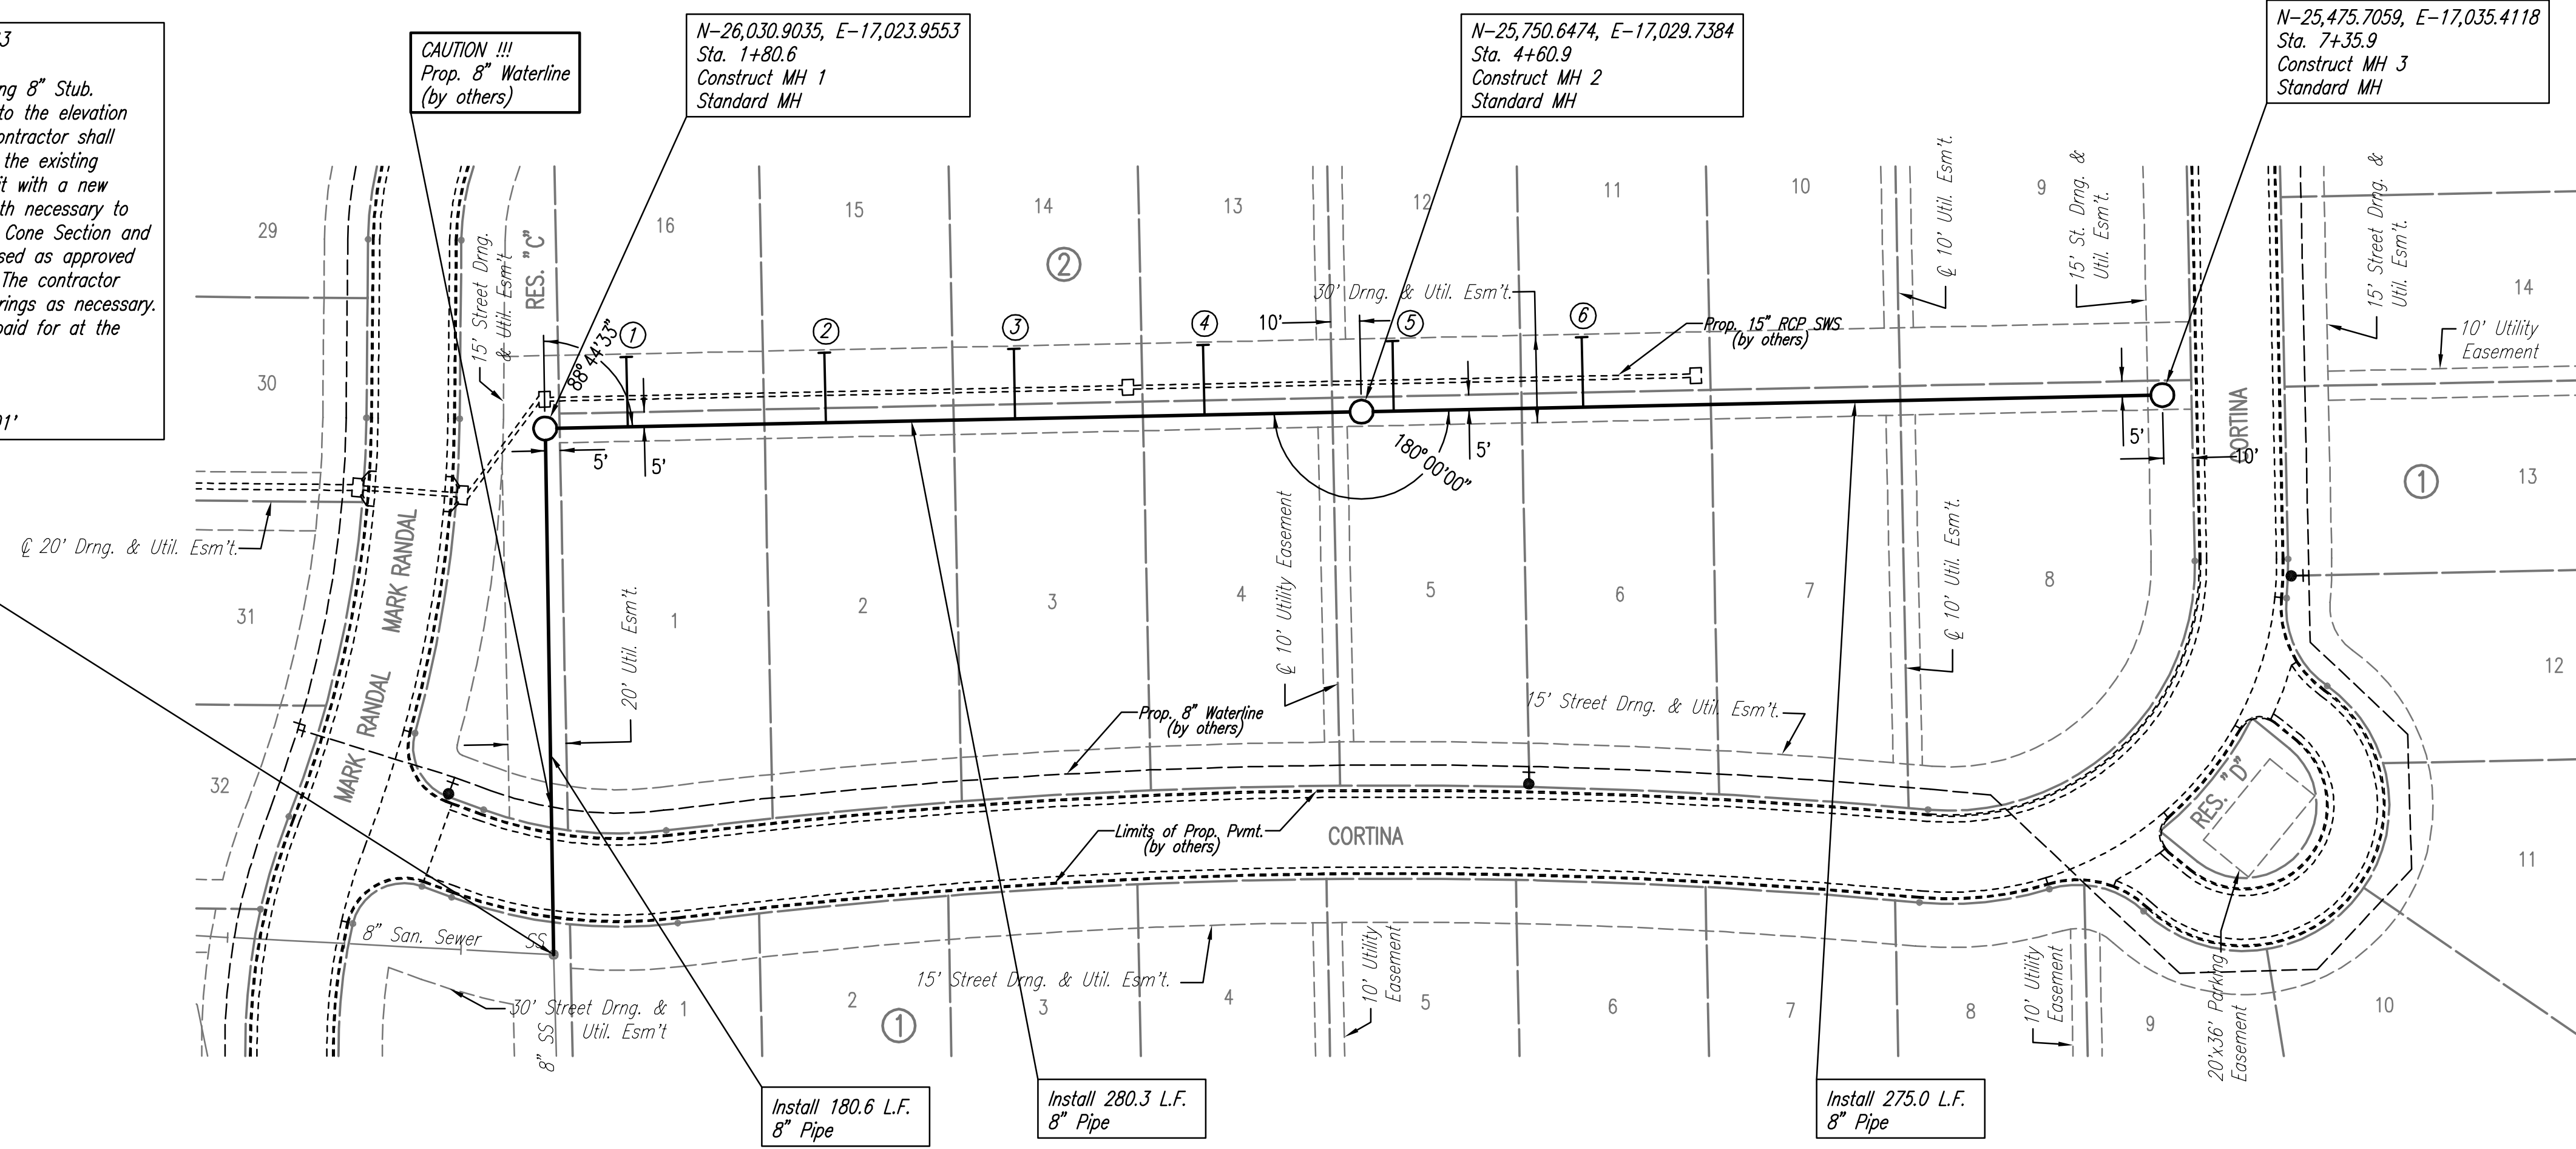 ng 8" Stub.
to the elevation
ontractor shall
the existing
it with a new
th necessary to
Cone Section and
sed as approved
The contractor
rings as necessary.
paid for at the
CAUTION !!!
Prop. 8" Waterline
(by others)
N-26,030.9035, E-17,023.9553
Sta. 1+80.6
Construct MH 1
Standard MH
N-25,750.6474, E-17,029.7384
Sta. 4+60.9
Construct MH 2
Standard MH
N-25,475.7059, E-17,035.4118
Sta. 7+35.9
Construct MH 3
Standard MH
29
30
31
32
15' Street Drng.
& Util. Esm't
RES. "C"
16
15
14
13
12
11
10
9
2
℄ 10' Util. Esm't.
15' St. Drng. &
Util. Esm't.
15' Street Drng. &
Util. Esm't.
14
10' Utility
Easement
30' Drng. & Util. Esm't.
Prop. 15" RCP SWS
(by others)
88°44'33"
1
2
3
4
10'
5
6
5'
5'
5'
180°00'00"
5'
10'
CORTINA
1
13
℄ 20' Drng. & Util. Esm't.
MARK RANDAL
MARK RANDAL
20' Util. Esm't.
1
2
3
4
℄ 10' Utility Easement
5
6
7
℄ 10' Util. Esm't.
8
12
Prop. 8" Waterline
(by others)
15' Street Drng. & Util. Esm't.
Limits of Prop. Pvmt.
(by others)
CORTINA
RES. "D"
11
8" San. Sewer
SS
15' Street Drng. & Util. Esm't.
30' Street Drng. &
Util. Esm't
8" SS
1
2
1
3
4
10' Utility
Easement
5
6
7
8
10' Utility
Easement
9
20'x36' Parking
Easement
10
Install 180.6 L.F.
8" Pipe
Install 280.3 L.F.
8" Pipe
Install 275.0 L.F.
8" Pipe